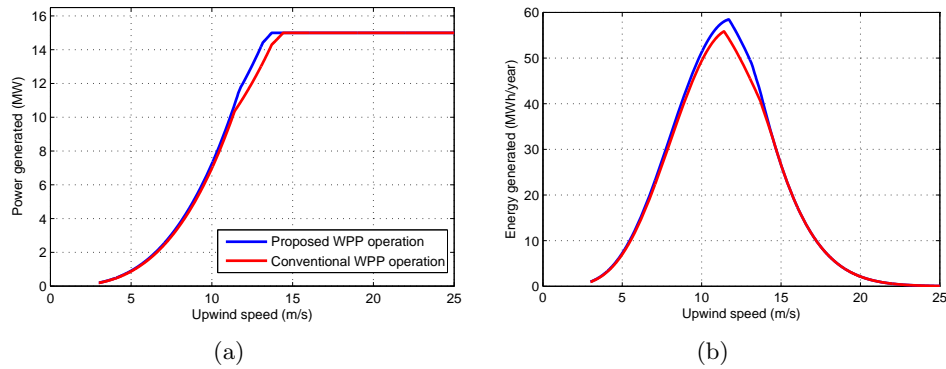 16
14
12
10
8
6
4
2
0
Power generated (MW)
0 5 10 15 20 25
Upwind speed (m/s)
Proposed WPP operation
Conventional WPP operation
(a)
60
50
40
30
20
10
0
Energy generated (MWh/year)
0 5 10 15 20 25
Upwind speed (m/s)
(b)